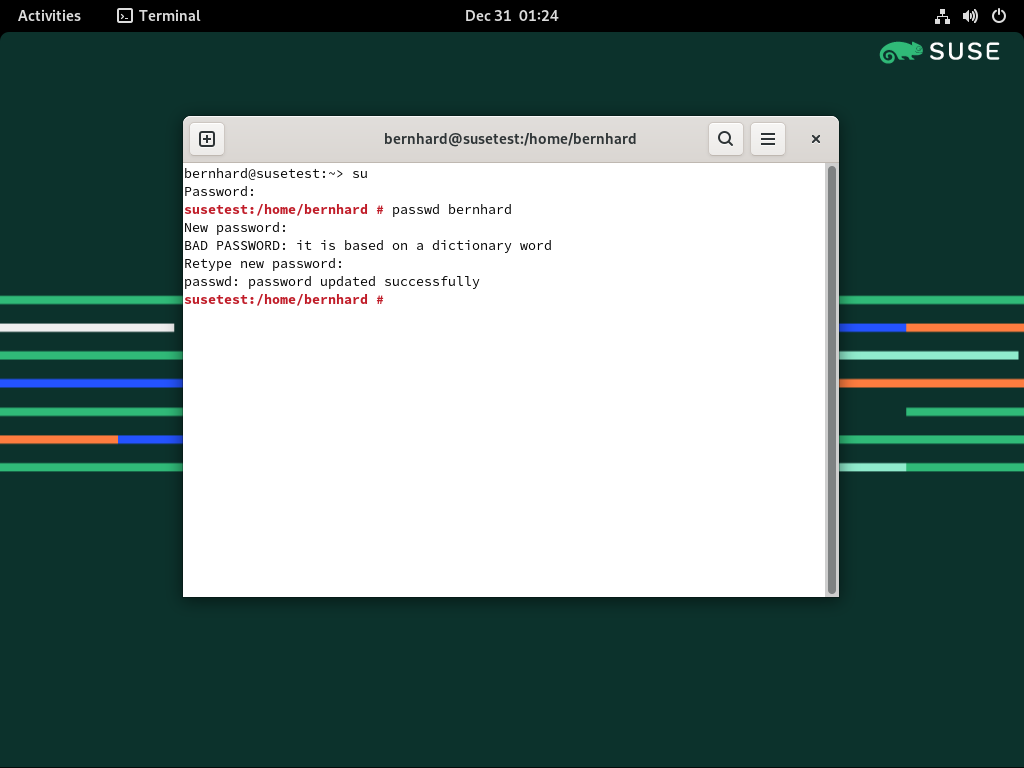 Activities Terminal Dec 31 01:24
SUSE
bernhard@susetest:/home/bernhard
bernhard@susetest:~> su
Password:
susetest:/home/bernhard # passwd bernhard
New password:
BAD PASSWORD: it is based on a dictionary word
Retype new password:
passwd: password updated successfully
susetest:/home/bernhard #